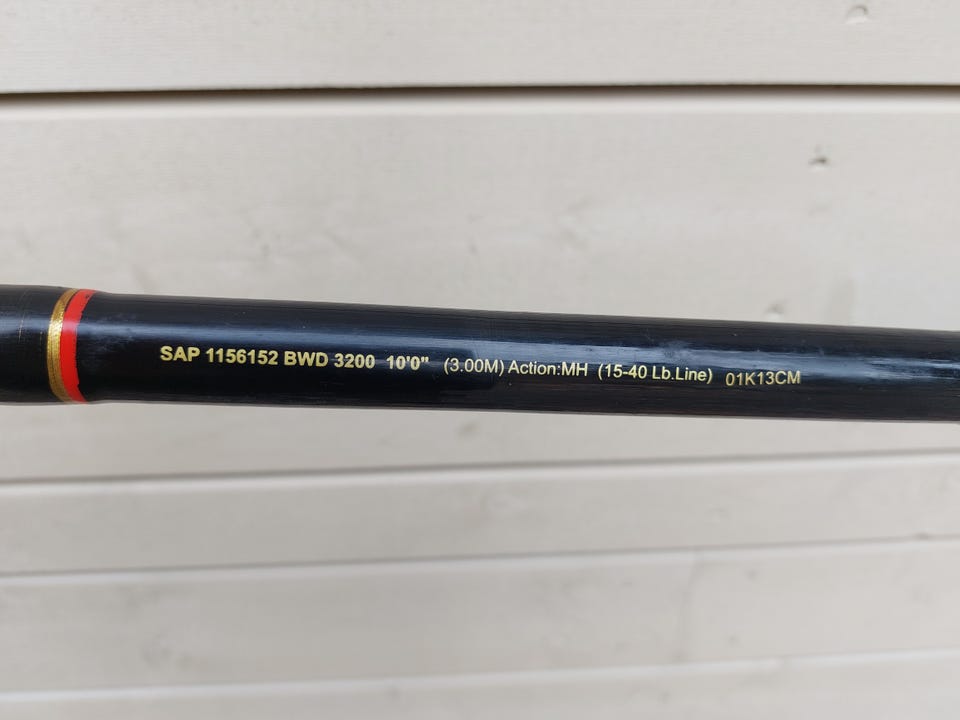 SAP 1156152 BWD 3200 10'0" (3.00M) Action:MH (15-40 Lb.Line) 01K13CM